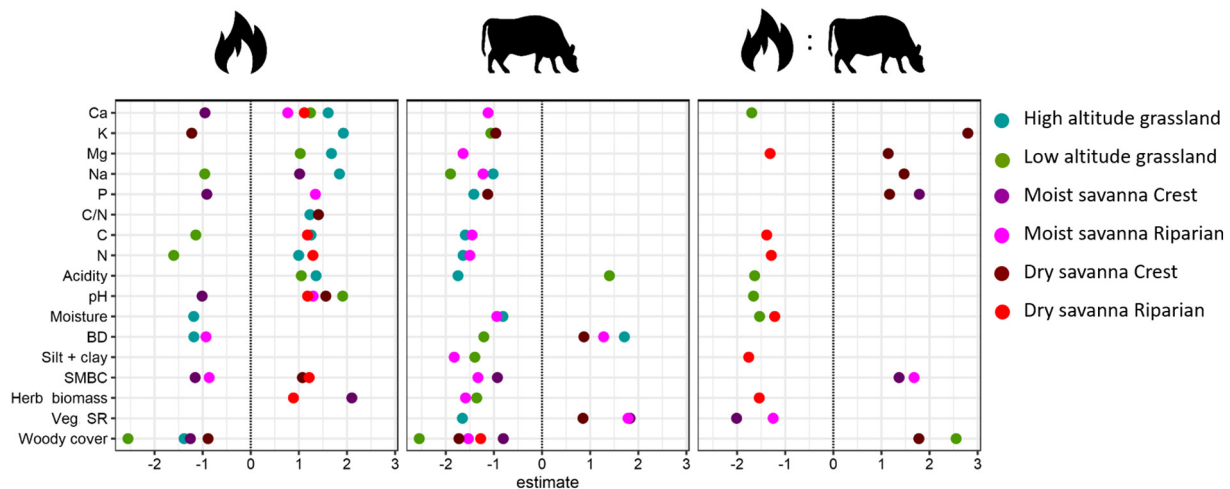 :
Ca
K
Mg
Na
P
C/N
C
N
Acidity
pH
Moisture
BD
Silt + clay
SMBC
Herb biomass
Veg SR
Woody cover
-2 -1 0 1 2 3 -2 -1 0 1 2 3 -2 -1 0 1 2 3
estimate
High altitude grassland
Low altitude grassland
Moist savanna Crest
Moist savanna Riparian
Dry savanna Crest
Dry savanna Riparian